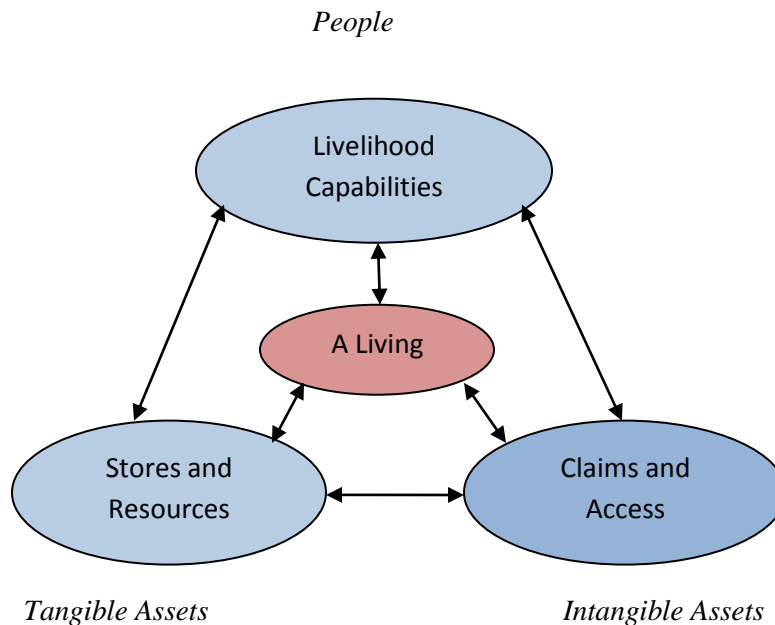 People
Livelihood
Capabilities
A Living
Stores and
Resources
Claims and
Access
Tangible Assets
Intangible Assets